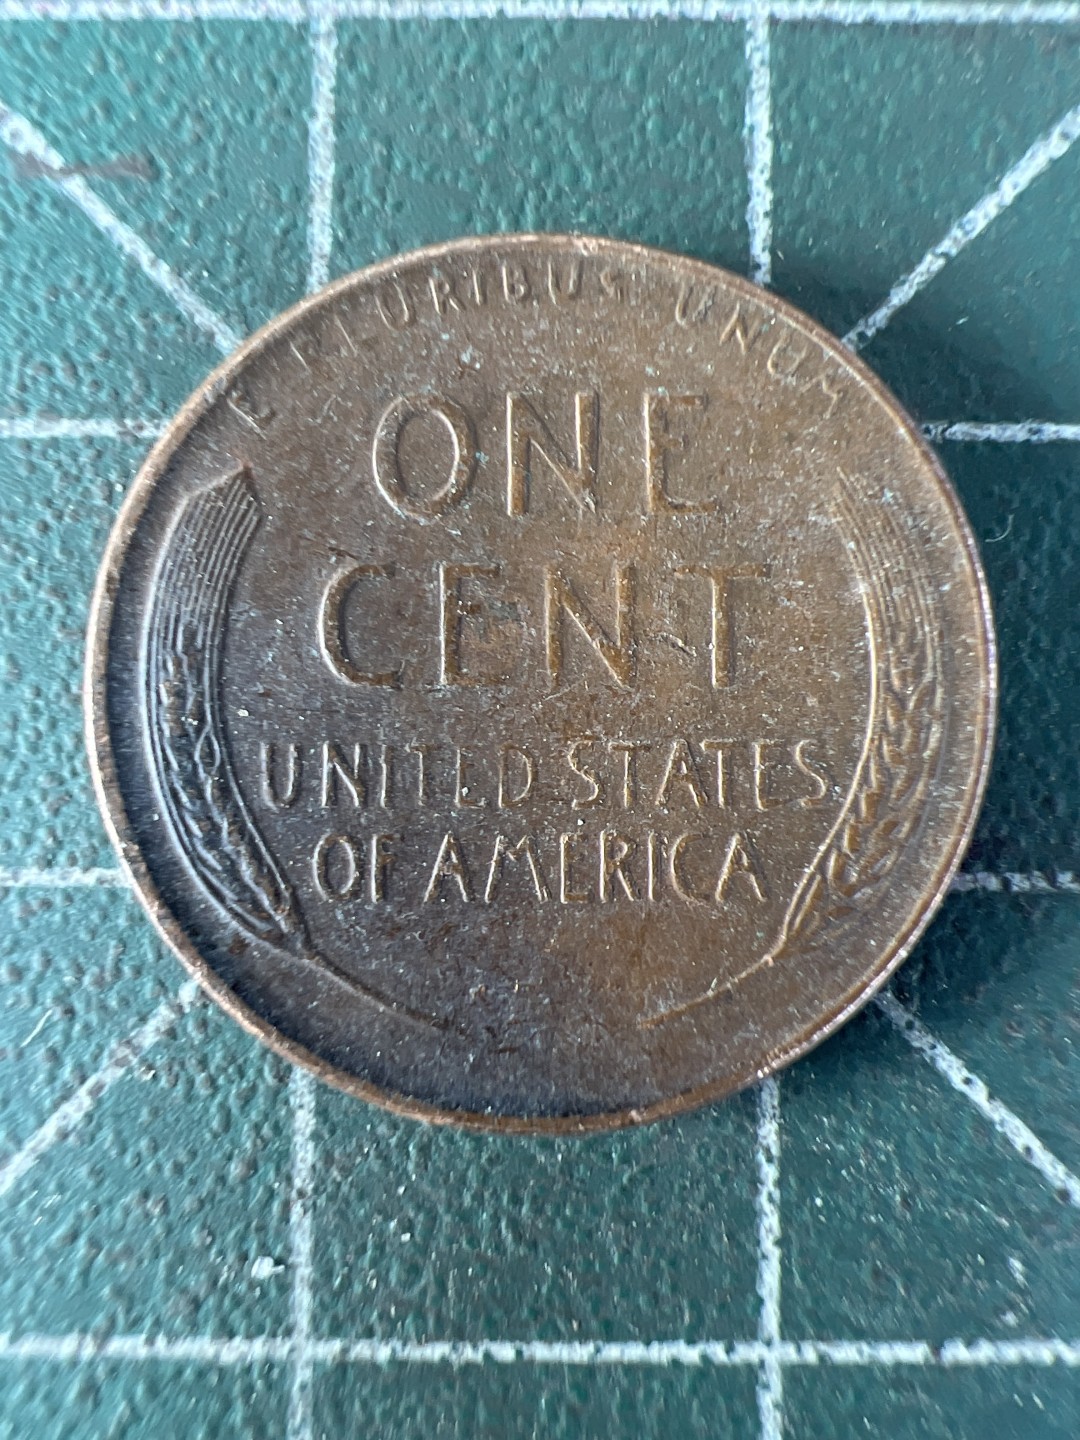 E PLURIBUS UNUM
ONE
CENT
UNITED STATES
OF AMERICA